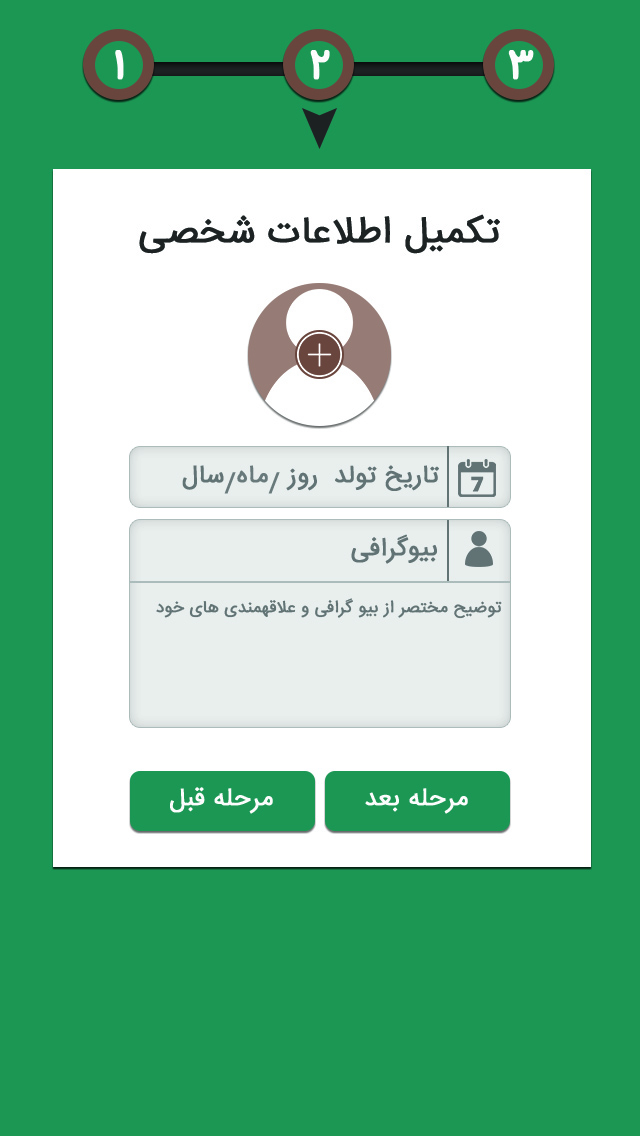 ۱ ۲ ۳
تکمیل اطلاعات شخصی
تاریخ تولد روز /ماه/سال
7
بیوگرافی
توضیح مختصر از بیو گرافی و علاقهمندی های خود
مرحله بعد
مرحله قبل